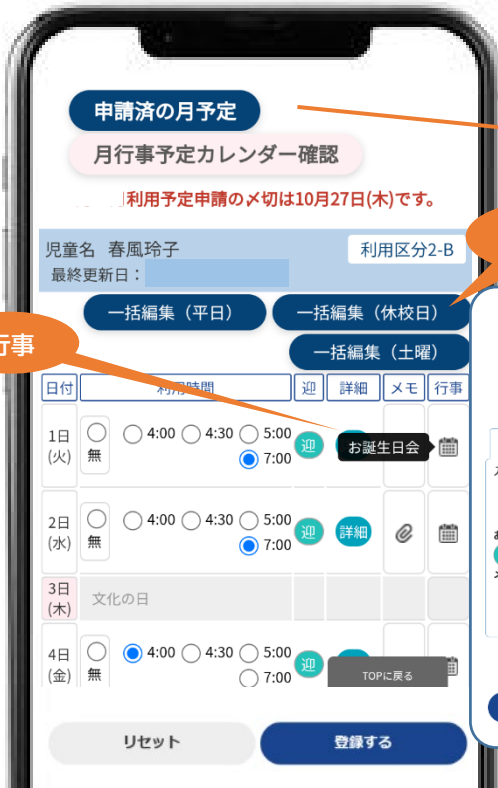 申請済の月予定
月行事予定カレンダー確認
利用予定申請の〆切は10月27日(木)です。
児童名 春風玲子
利用区分2-B
最終更新日：
一括編集（平日）
一括編集（休校日）
一括編集（土曜）
行事
日付 利用時間 迎 詳細 メモ 行事
1日(火) 無 4:00 4:30 5:00 7:00 迎 お誕生日会
2日(水) 無 4:00 4:30 5:00 7:00 迎 詳細
3日(木) 文化の日
4日(金) 無 4:00 4:30 5:00 7:00 迎
TOPに戻る
リセット
登録する